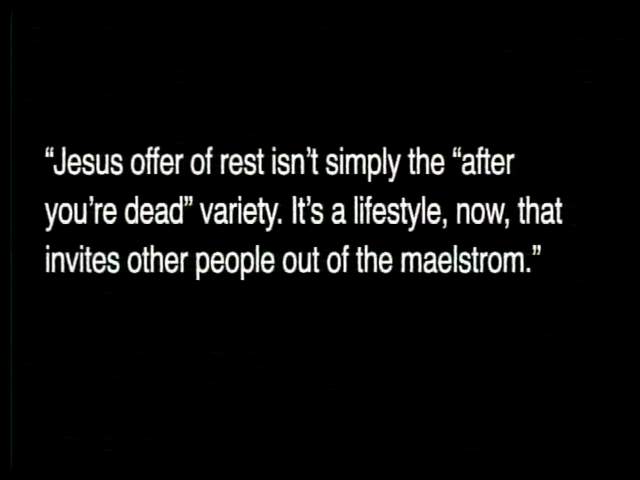 “Jesus offer of rest isn’t simply the “after
you’re dead” variety. It’s a lifestyle, now, that
invites other people out of the maelstrom.”